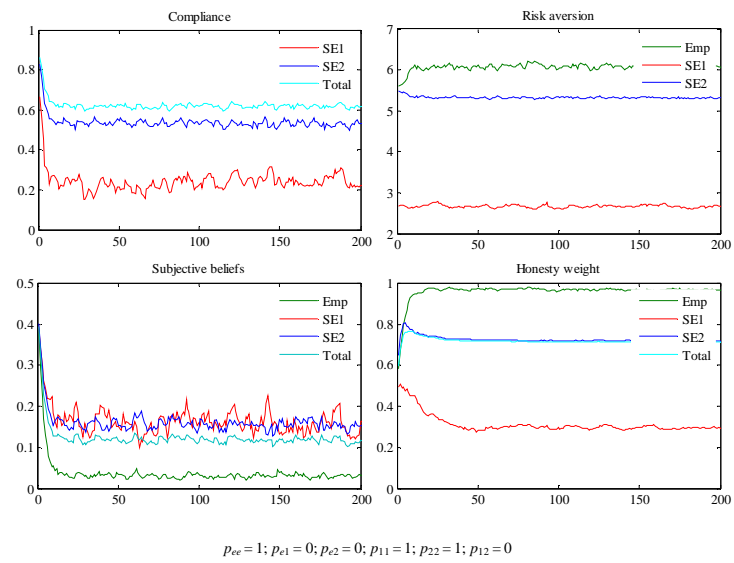 Compliance
1
0.8
0.6
0.4
0.2
0
0
50
100
150
200
SE1
SE2
Total
Risk aversion
7
6
5
4
3
2
0
50
100
150
200
Emp
SE1
SE2
Subjective beliefs
0.5
0.4
0.3
0.2
0.1
0
0
50
100
150
200
Emp
SE1
SE2
Total
Honesty weight
1
0.8
0.6
0.4
0.2
0
0
50
100
150
200
Emp
SE1
SE2
Total
pee = 1; pe1 = 0; pe2 = 0; p11 = 1; p22 = 1; p12 = 0